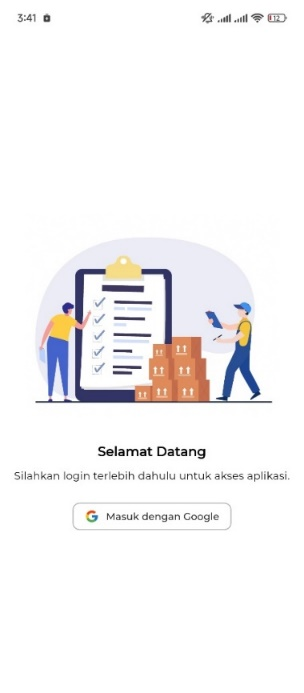 3:41
12
Selamat Datang
Silahkan login terlebih dahulu untuk akses aplikasi.
Masuk dengan Google